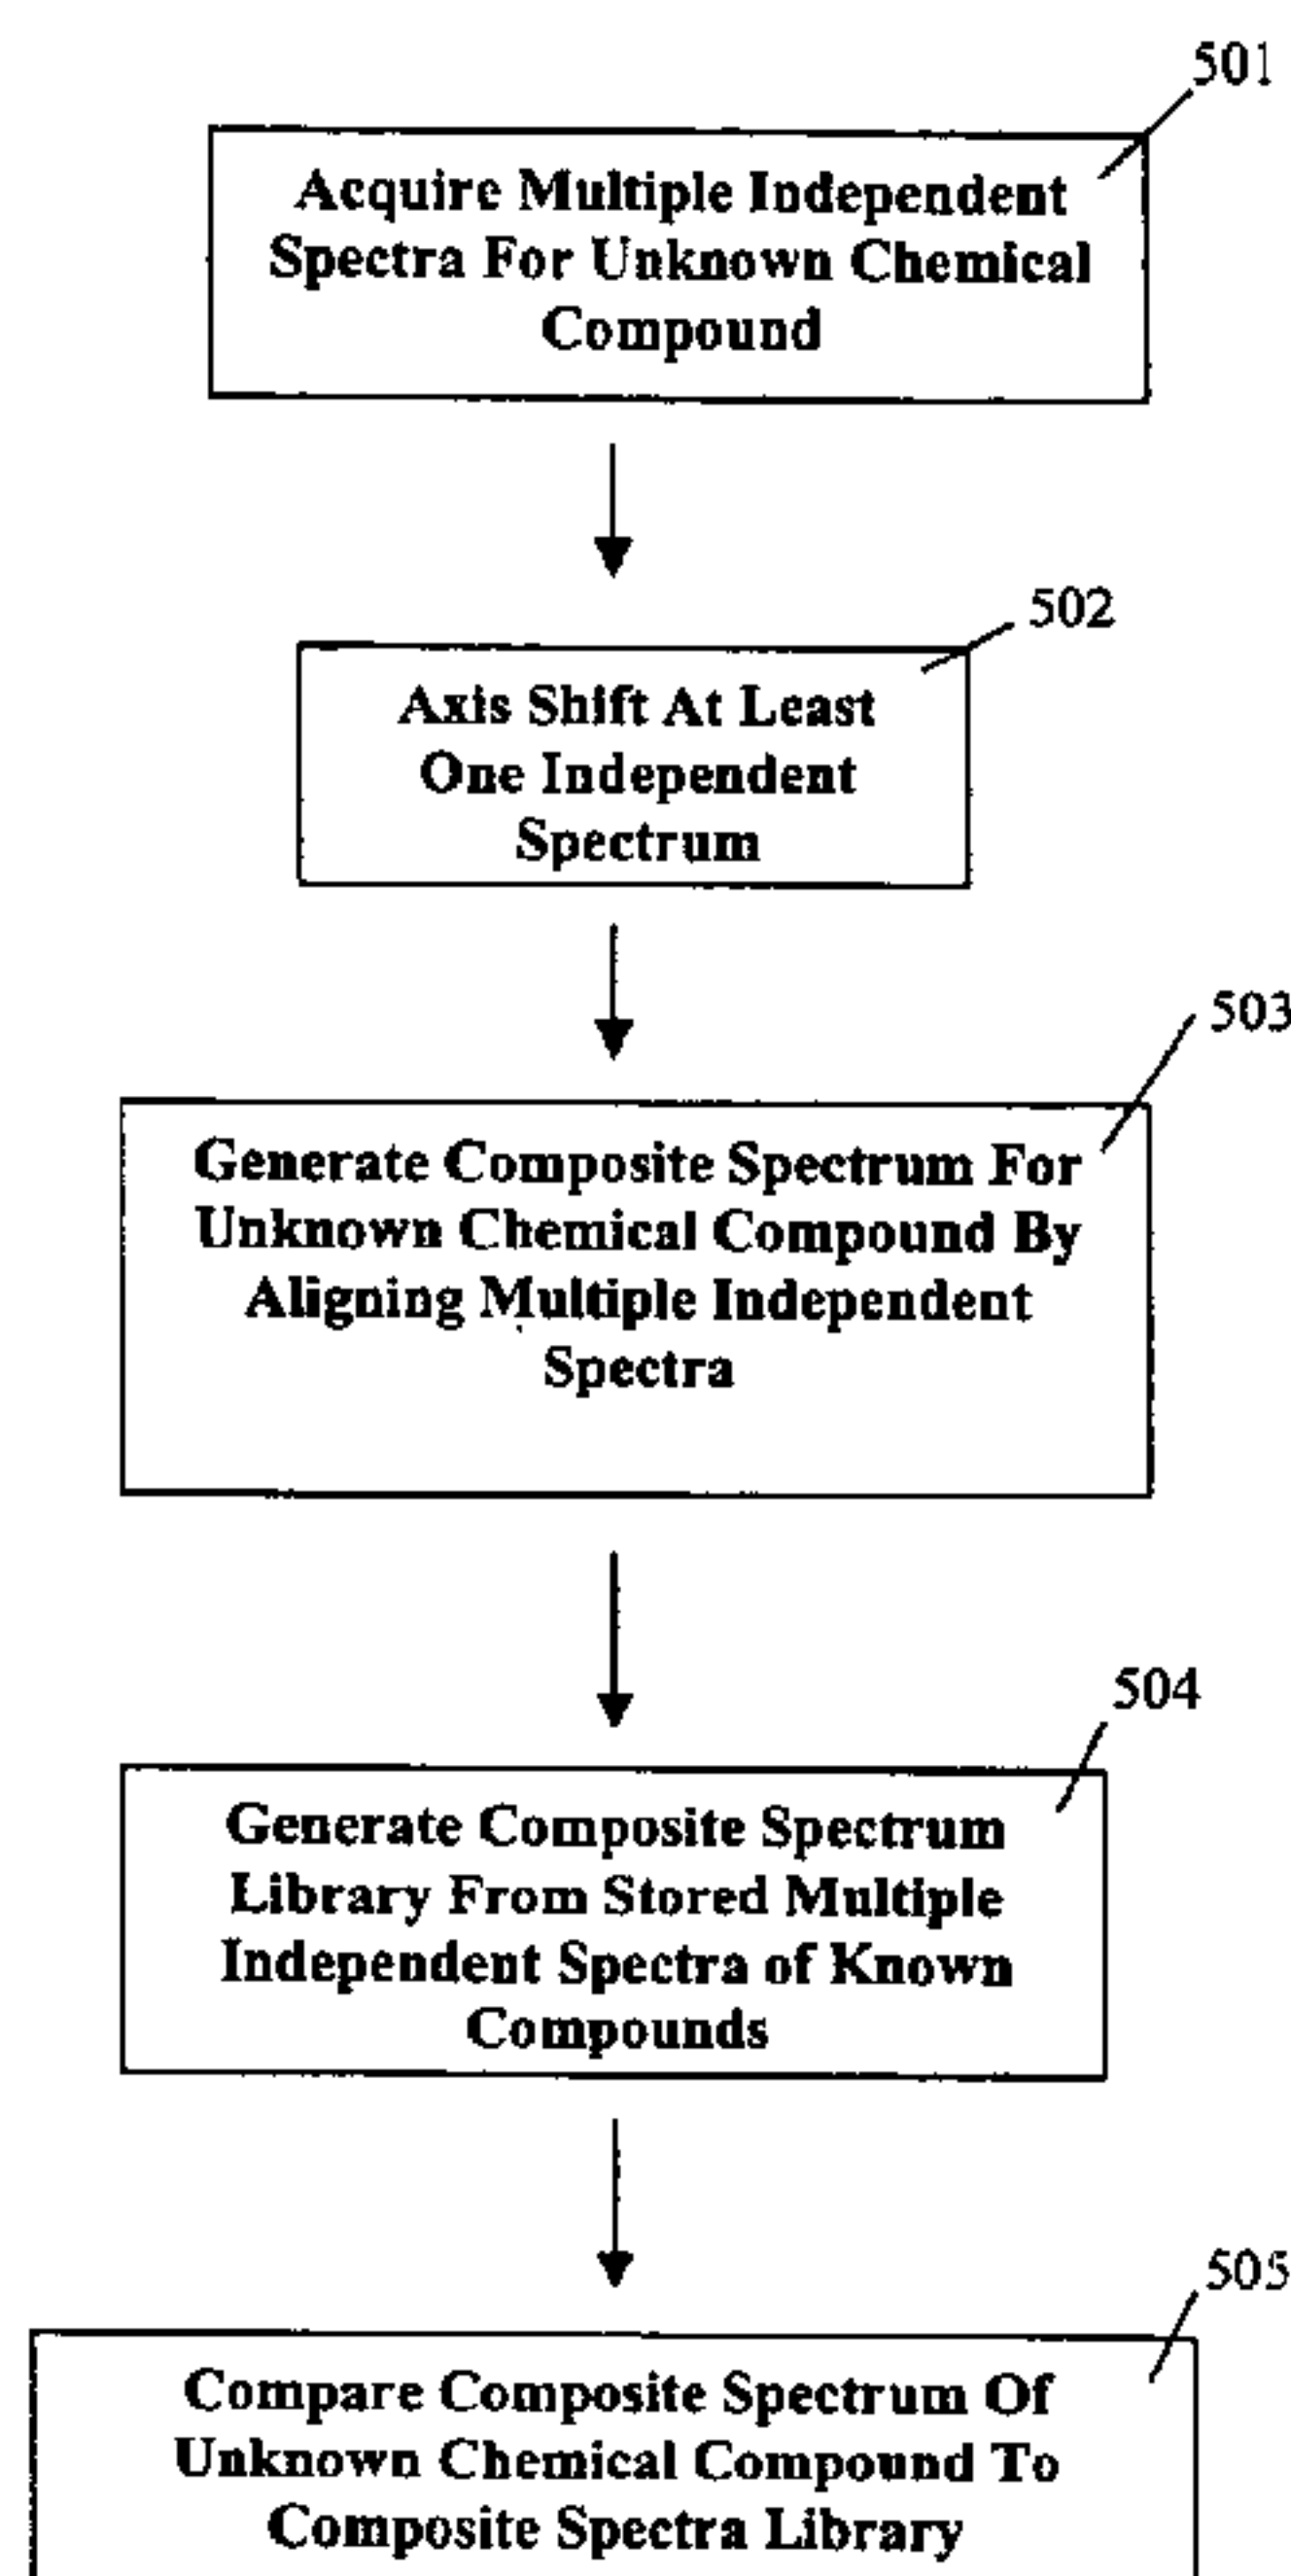 501
Acquire Multiple Independent
Spectra For Unknown Chemical
Compound
502
Axis Shift At Least
One Independent
Spectrum
503
Generate Composite Spectrum For
Unknown Chemical Compound By
Aligning Multiple Independent
Spectra
504
Generate Composite Spectrum
Library From Stored Multiple
Independent Spectra of Known
Compounds
505
Compare Composite Spectrum Of
Unknown Chemical Compound To
Composite Spectra Library